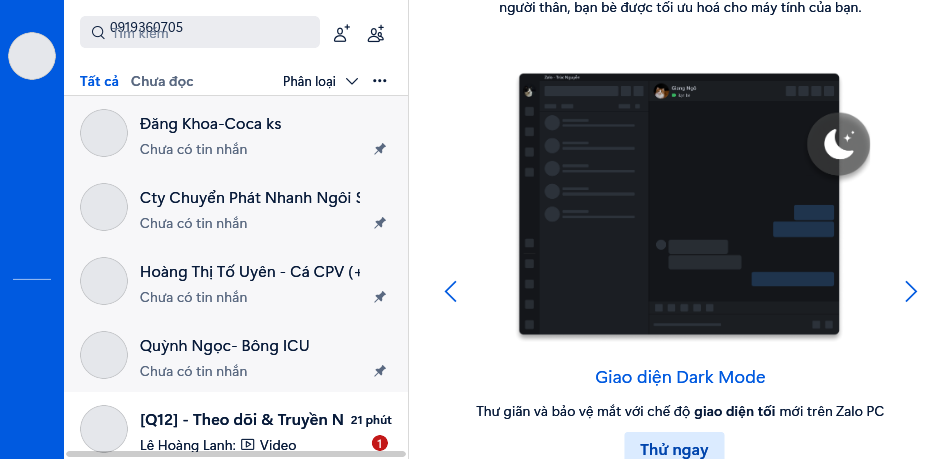 0919360705
Tìm kiếm
Tất cả Chưa đọc Phân loại
Đăng Khoa-Coca ks
Chưa có tin nhắn
Cty Chuyển Phát Nhanh Ngôi S
Chưa có tin nhắn
Hoàng Thị Tố Uyên - Cá CPV (+
Chưa có tin nhắn
Quỳnh Ngọc- Bông ICU
Chưa có tin nhắn
[Q12] - Theo dõi & Truyền N 21 phút
Lê Hoàng Lanh: Video 1
người thân, bạn bè được tối ưu hoá cho máy tính của bạn.
Giao diện Dark Mode
Thư giãn và bảo vệ mắt với chế độ giao diện tối mới trên Zalo PC
Thử ngay